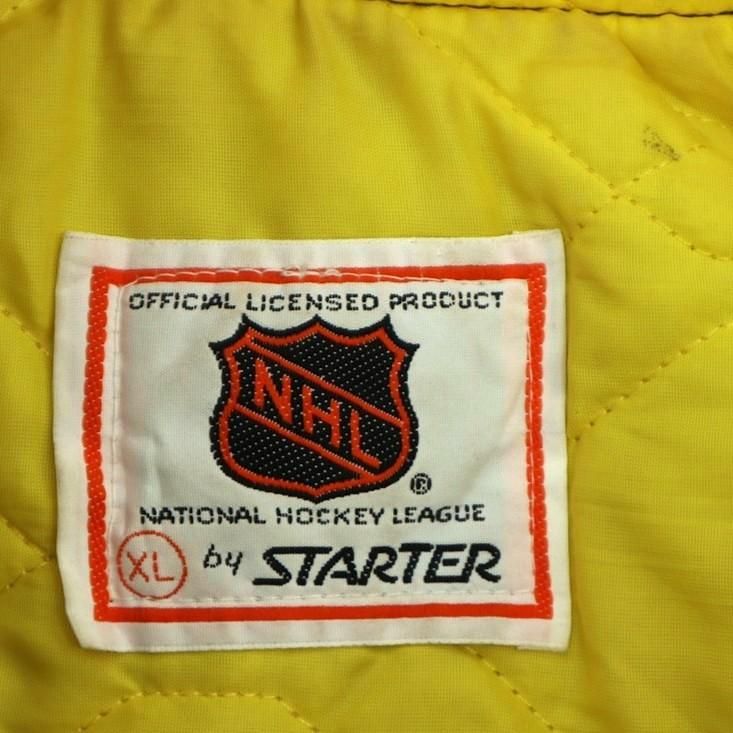 OFFICIAL LICENSED PRODUCT
NHL
®
NATIONAL HOCKEY LEAGUE
XL by STARTER